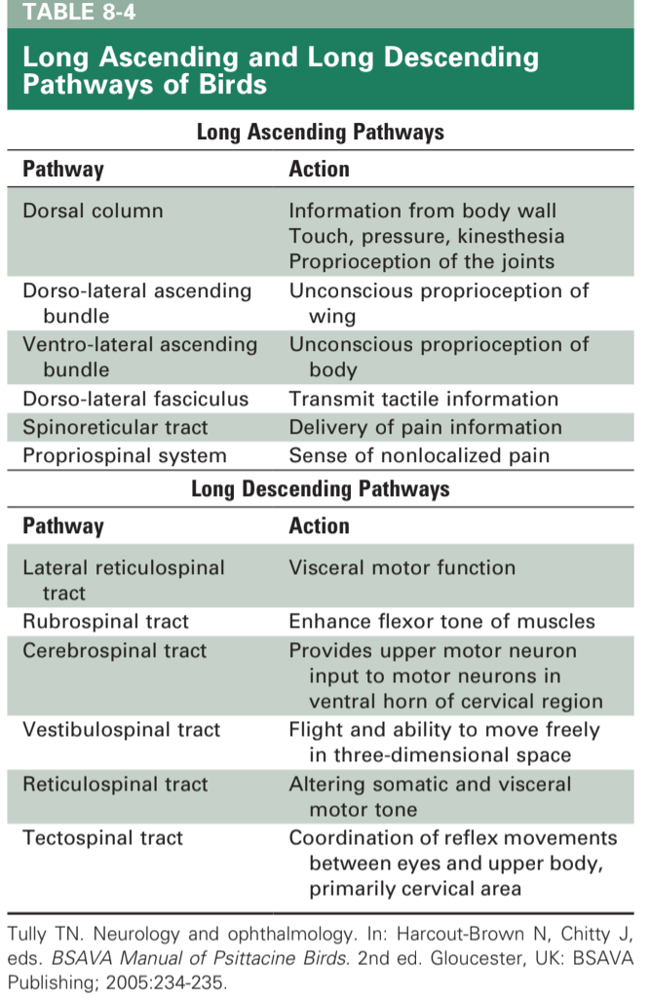 TABLE 8-4
Long Ascending and Long Descending
Pathways of Birds
Long Ascending Pathways
Pathway Action
Dorsal column Information from body wall
Touch, pressure, kinesthesia
Proprioception of the joints
Dorso-lateral ascending Unconscious proprioception of
bundle wing
Ventro-lateral ascending Unconscious proprioception of
bundle body
Dorso-lateral fasciculus Transmit tactile information
Spinoreticular tract Delivery of pain information
Propriospinal system Sense of nonlocalized pain
Long Descending Pathways
Pathway Action
Lateral reticulospinal Visceral motor function
tract
Rubrospinal tract Enhance flexor tone of muscles
Cerebrospinal tract Provides upper motor neuron
input to motor neurons in
ventral horn of cervical region
Vestibulospinal tract Flight and ability to move freely
in three-dimensional space
Reticulospinal tract Altering somatic and visceral
motor tone
Tectospinal tract Coordination of reflex movements
between eyes and upper body,
primarily cervical area
Tully TN. Neurology and ophthalmology. In: Harcout-Brown N, Chitty J,
eds. BSAVA Manual of Psittacine Birds. 2nd ed. Gloucester, UK: BSAVA
Publishing; 2005:234-235.